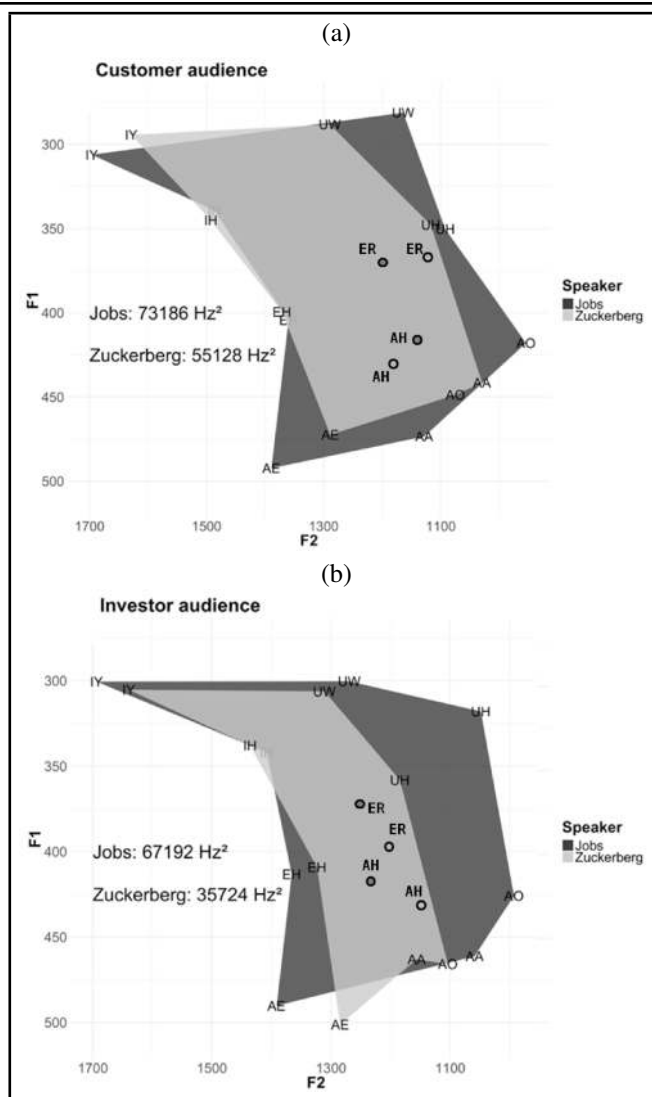 (a)
Customer audience
UW
UW
300
IY
IY
IH
UH
UH
350
ER
ER
F1
EH
E
400
Jobs: 73186 Hz²
Speaker
Jobs
Zuckerberg
AH
AO
Zuckerberg: 55128 Hz²
AH
AA
450
AO
AE
AA
AE
500
1700
1500
1300
1100
F2
(b)
Investor audience
300
IY
IY
UW
UW
UH
IH
350
UH
ER
ER
F1
400
Jobs: 67192 Hz²
AH
EH
EH
Speaker
Jobs
Zuckerberg
Zuckerberg: 35724 Hz²
AH
AO
450
AA
AO
AA
AE
AE
500
1700
1500
1300
1100
F2